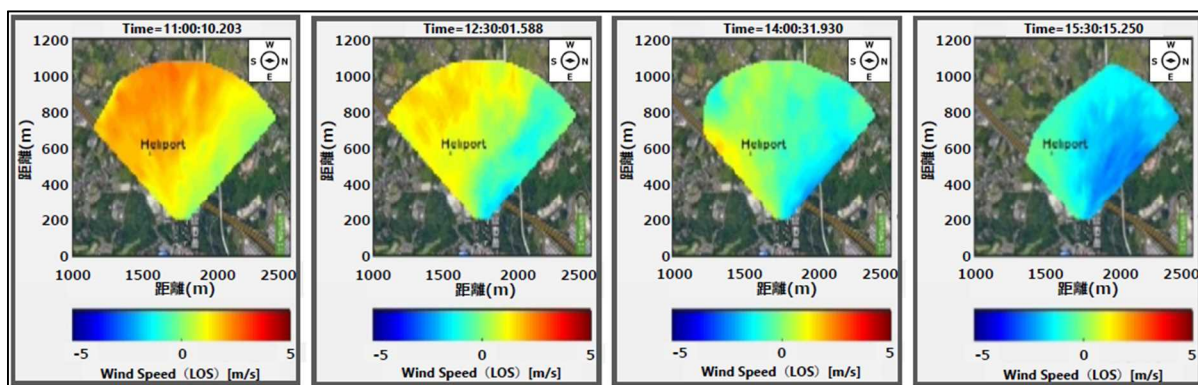 Time=11:00:10.203
1200
1000
800
600
400
200
0
距離(m)
W
S N
E
Heliport
1000 1500 2000 2500
距離(m)
-5 0 5
Wind Speed（LOS）[m/s]
Time=12:30:01.588
1200
1000
800
600
400
200
0
距離(m)
W
S N
E
Heliport
1000 1500 2000 2500
距離(m)
-5 0 5
Wind Speed（LOS）[m/s]
Time=14:00:31.930
1200
1000
800
600
400
200
0
距離(m)
W
S N
E
Heliport
1000 1500 2000 2500
距離(m)
-5 0 5
Wind Speed（LOS）[m/s]
Time=15:30:15.250
1200
1000
800
600
400
200
0
距離(m)
W
S N
E
Heliport
1000 1500 2000 2500
距離(m)
-5 0 5
Wind Speed（LOS）[m/s]